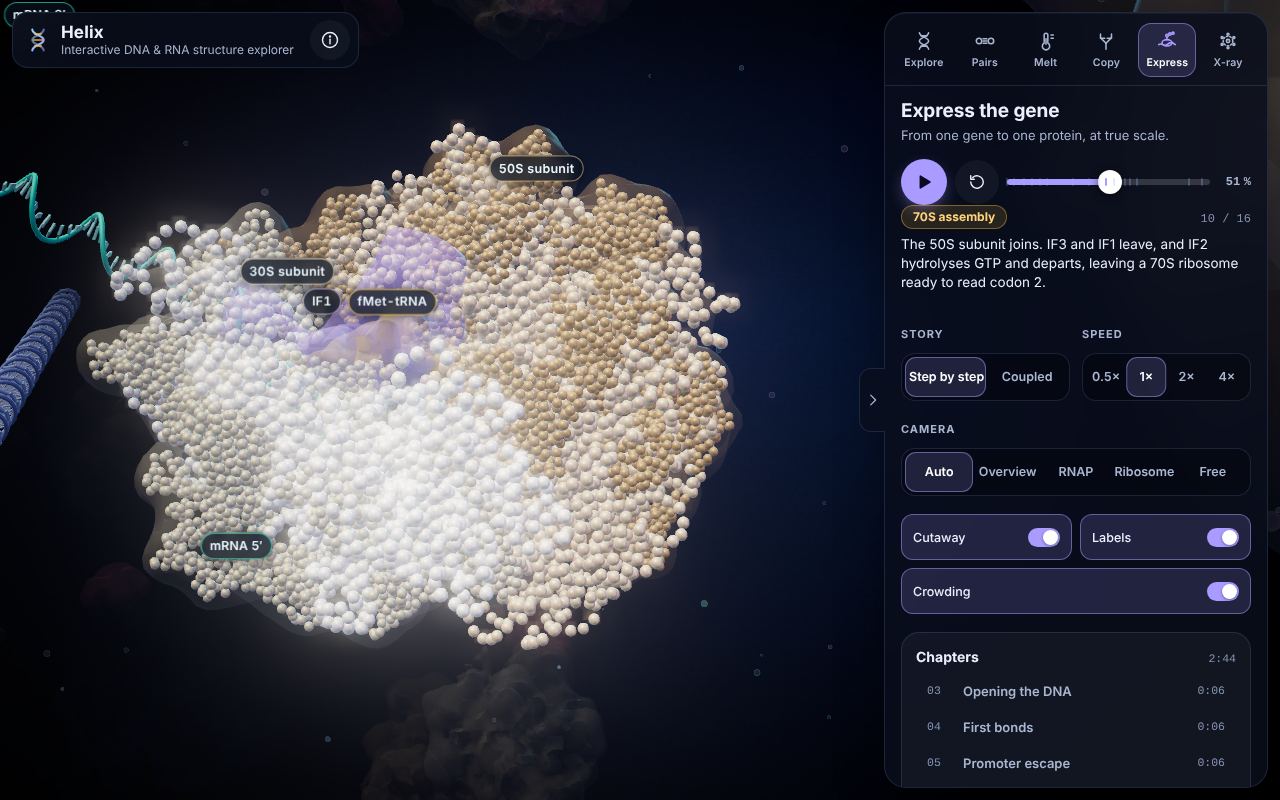 Helix
Interactive DNA & RNA structure explorer
50S subunit
30S subunit
IF1
fMet-tRNA
mRNA 5'
Explore
Pairs
Melt
Copy
Express
X-ray
Express the gene
From one gene to one protein, at true scale.
51 %
70S assembly
10 / 16
The 50S subunit joins. IF3 and IF1 leave, and IF2
hydrolyses GTP and departs, leaving a 70S ribosome
ready to read codon 2.
STORY
SPEED
Step by step
Coupled
0.5×
1×
2×
4×
CAMERA
Auto
Overview
RNAP
Ribosome
Free
Cutaway
Labels
Crowding
Chapters
2:44
03 Opening the DNA 0:06
04 First bonds 0:06
05 Promoter escape 0:06